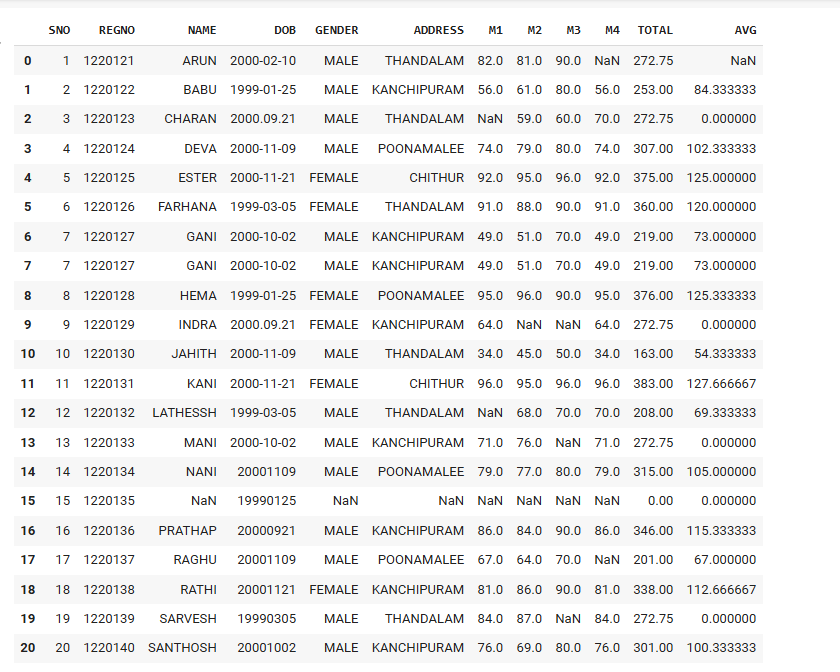 SNO REGNO NAME DOB GENDER ADDRESS M1 M2 M3 M4 TOTAL AVG
0 1 1220121 ARUN 2000-02-10 MALE THANDALAM 82.0 81.0 90.0 NaN 272.75 NaN
1 2 1220122 BABU 1999-01-25 MALE KANCHIPURAM 56.0 61.0 80.0 56.0 253.00 84.333333
2 3 1220123 CHARAN 2000.09.21 MALE THANDALAM NaN 59.0 60.0 70.0 272.75 0.000000
3 4 1220124 DEVA 2000-11-09 MALE POONAMALEE 74.0 79.0 80.0 74.0 307.00 102.333333
4 5 1220125 ESTER 2000-11-21 FEMALE CHITHUR 92.0 95.0 96.0 92.0 375.00 125.000000
5 6 1220126 FARHANA 1999-03-05 FEMALE THANDALAM 91.0 88.0 90.0 91.0 360.00 120.000000
6 7 1220127 GANI 2000-10-02 MALE KANCHIPURAM 49.0 51.0 70.0 49.0 219.00 73.000000
7 7 1220127 GANI 2000-10-02 MALE KANCHIPURAM 49.0 51.0 70.0 49.0 219.00 73.000000
8 8 1220128 HEMA 1999-01-25 FEMALE POONAMALEE 95.0 96.0 90.0 95.0 376.00 125.333333
9 9 1220129 INDRA 2000.09.21 FEMALE KANCHIPURAM 64.0 NaN NaN 64.0 272.75 0.000000
10 10 1220130 JAHITH 2000-11-09 MALE THANDALAM 34.0 45.0 50.0 34.0 163.00 54.333333
11 11 1220131 KANI 2000-11-21 FEMALE CHITHUR 96.0 95.0 96.0 96.0 383.00 127.666667
12 12 1220132 LATHESSH 1999-03-05 MALE THANDALAM NaN 68.0 70.0 70.0 208.00 69.333333
13 13 1220133 MANI 2000-10-02 MALE KANCHIPURAM 71.0 76.0 NaN 71.0 272.75 0.000000
14 14 1220134 NANI 20001109 MALE POONAMALEE 79.0 77.0 80.0 79.0 315.00 105.000000
15 15 1220135 NaN 19990125 NaN NaN NaN NaN NaN NaN 0.00 0.000000
16 16 1220136 PRATHAP 20000921 MALE KANCHIPURAM 86.0 84.0 90.0 86.0 346.00 115.333333
17 17 1220137 RAGHU 20001109 MALE POONAMALEE 67.0 64.0 70.0 NaN 201.00 67.000000
18 18 1220138 RATHI 20001121 FEMALE KANCHIPURAM 81.0 86.0 90.0 81.0 338.00 112.666667
19 19 1220139 SARVESH 19990305 MALE THANDALAM 84.0 87.0 NaN 84.0 272.75 0.000000
20 20 1220140 SANTHOSH 20001002 MALE KANCHIPURAM 76.0 69.0 80.0 76.0 301.00 100.333333